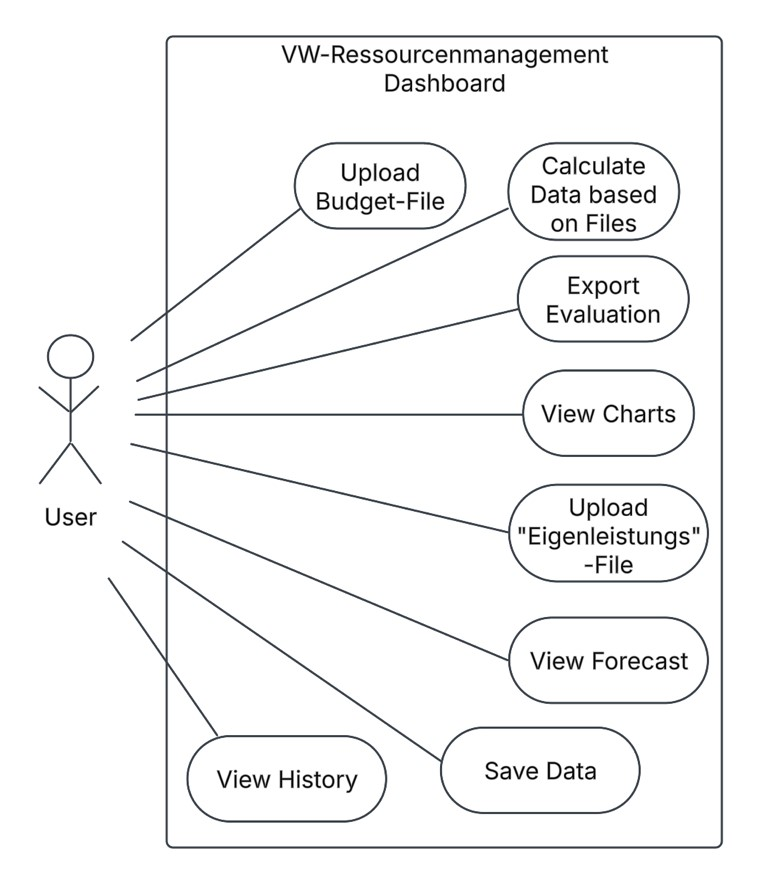 VW-Ressourcenmanagement
Dashboard
Upload
Budget-File
Calculate
Data based
on Files
Export
Evaluation
View Charts
User
Upload
"Eigenleistungs"
-File
View Forecast
Save Data
View History